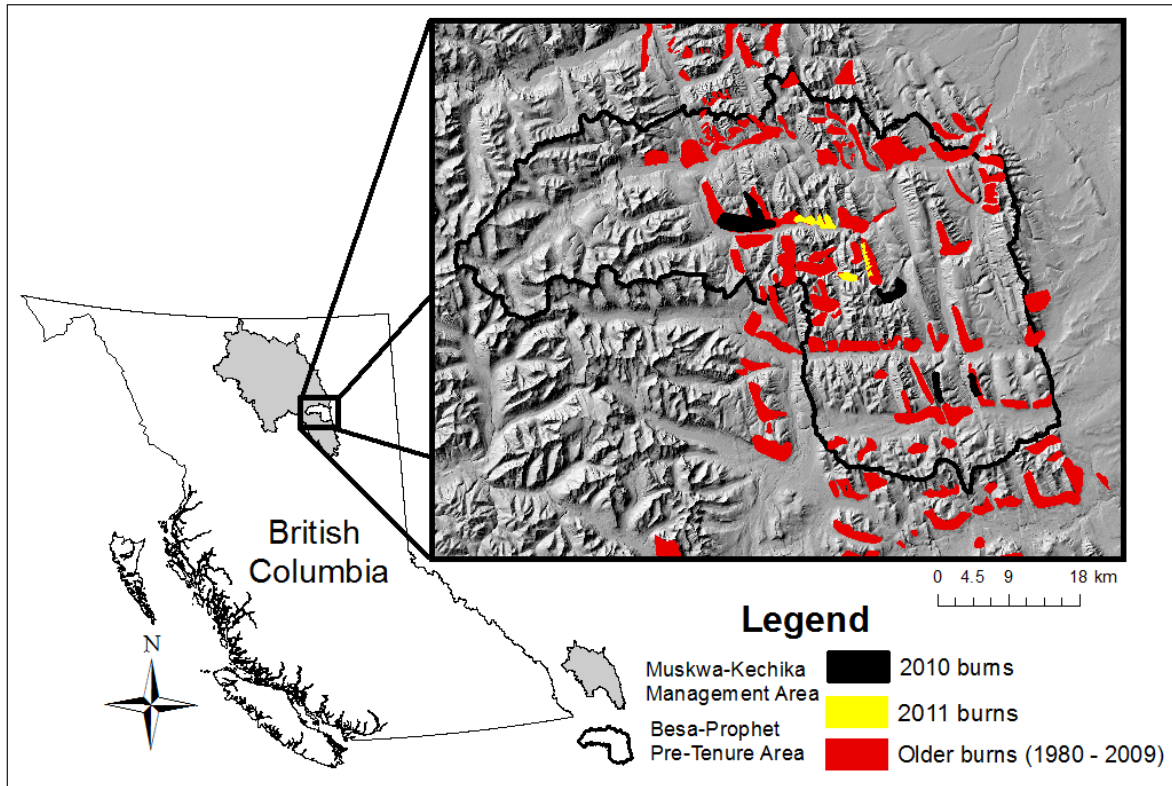 British
Columbia
N
0 4.5 9 18 km
Legend
Muskwa-Kechika
Management Area
Besa-Prophet
Pre-Tenure Area
2010 burns
2011 burns
Older burns (1980 - 2009)